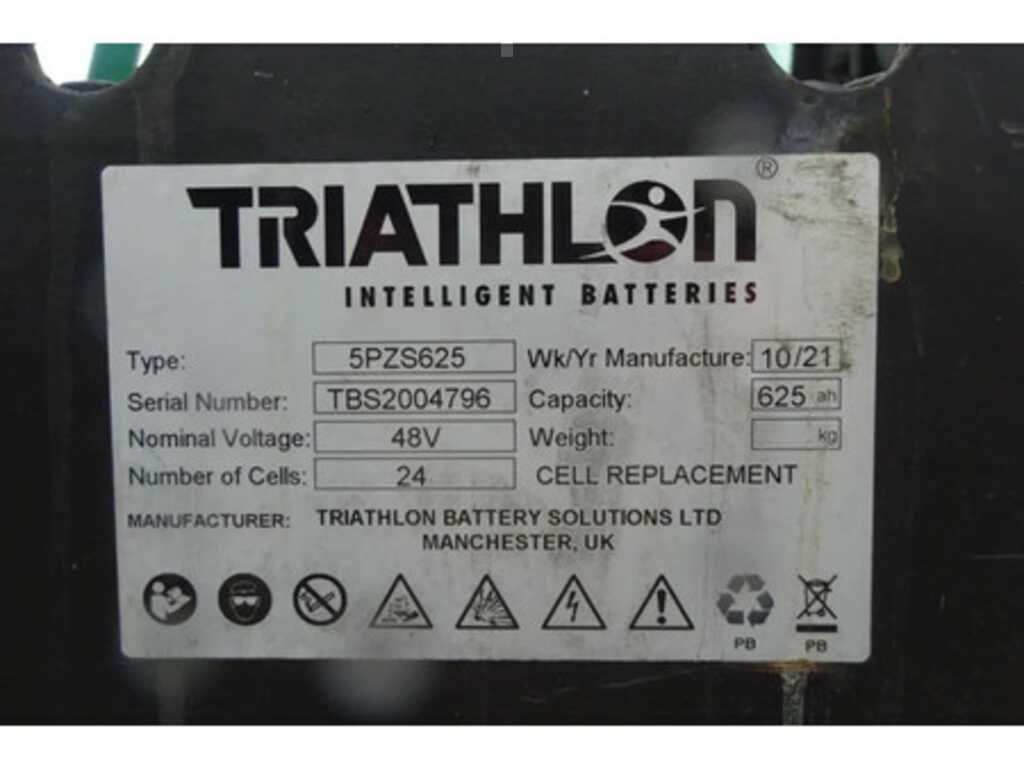 TRIATHLON®
INTELLIGENT BATTERIES
Type: 5PZS625 Wk/Yr Manufacture: 10/21
Serial Number: TBS2004796 Capacity: 625 ah
Nominal Voltage: 48V Weight: kg
Number of Cells: 24 CELL REPLACEMENT
MANUFACTURER: TRIATHLON BATTERY SOLUTIONS LTD
MANCHESTER, UK
PB PB